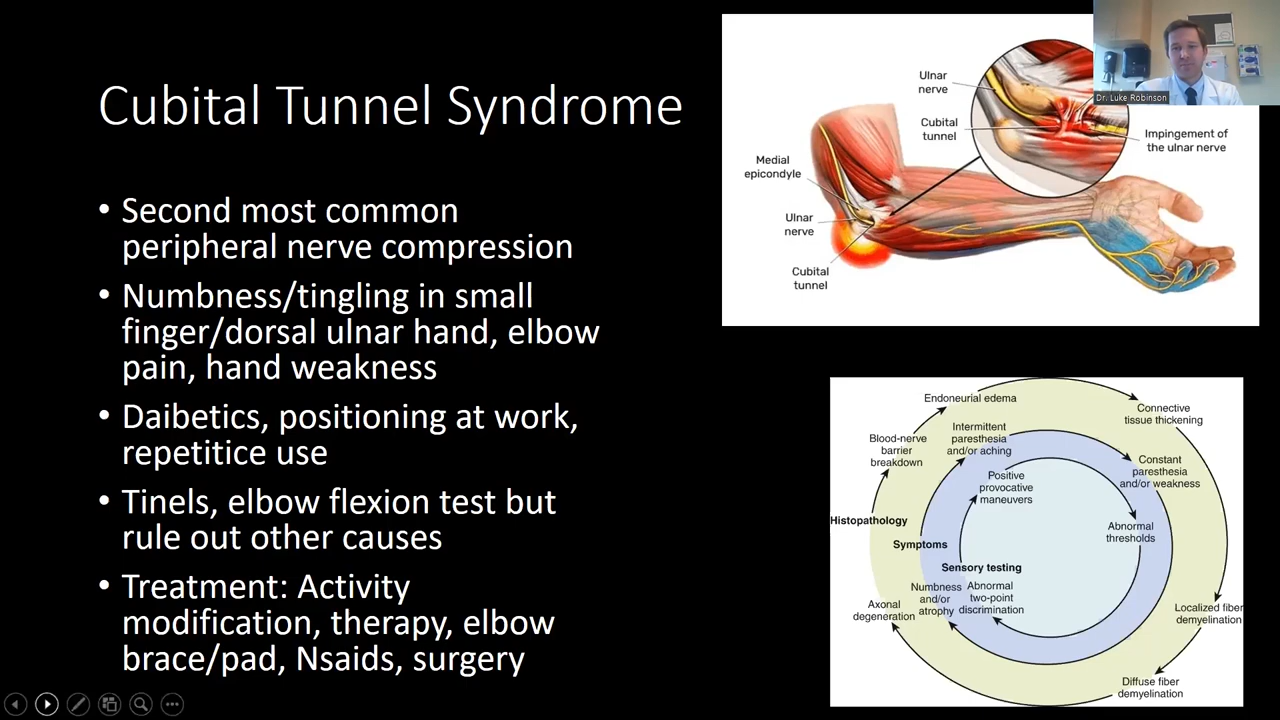 Cubital Tunnel Syndrome
• Second most common
peripheral nerve compression
• Numbness/tingling in small
finger/dorsal ulnar hand, elbow
pain, hand weakness
• Daibetics, positioning at work,
repetitice use
• Tinels, elbow flexion test but
rule out other causes
• Treatment: Activity
modification, therapy, elbow
brace/pad, Nsaids, surgery
Ulnar
nerve
Cubital
tunnel
Medial
epicondyle
Ulnar
nerve
Cubital
tunnel
Impingement of
the ulnar nerve
Dr. Luke Robinson
Endoneurial edema
Connective
tissue thickening
Blood-nerve
barrier
breakdown
Intermittent
paresthesia
and/or aching
Constant
paresthesia
and/or weakness
Positive
provocative
maneuvers
Abnormal
thresholds
Histopathology
Symptoms
Sensory testing
Numbness
and/or
atrophy
Abnormal
two-point
discrimination
Axonal
degeneration
Localized fiber
demyelination
Diffuse fiber
demyelination